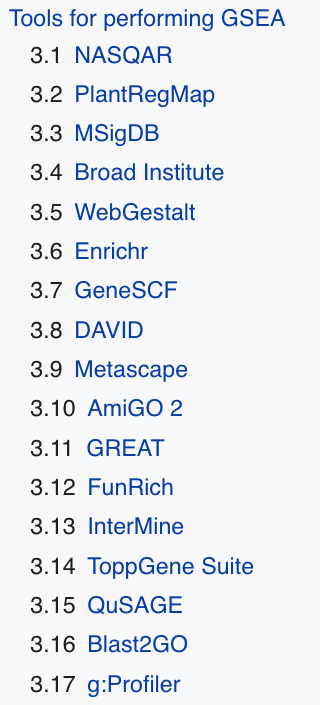 Tools for performing GSEA
3.1 NASQAR
3.2 PlantRegMap
3.3 MSigDB
3.4 Broad Institute
3.5 WebGestalt
3.6 Enrichr
3.7 GeneSCF
3.8 DAVID
3.9 Metascape
3.10 AmiGO 2
3.11 GREAT
3.12 FunRich
3.13 InterMine
3.14 ToppGene Suite
3.15 QuSAGE
3.16 Blast2GO
3.17 g:Profiler